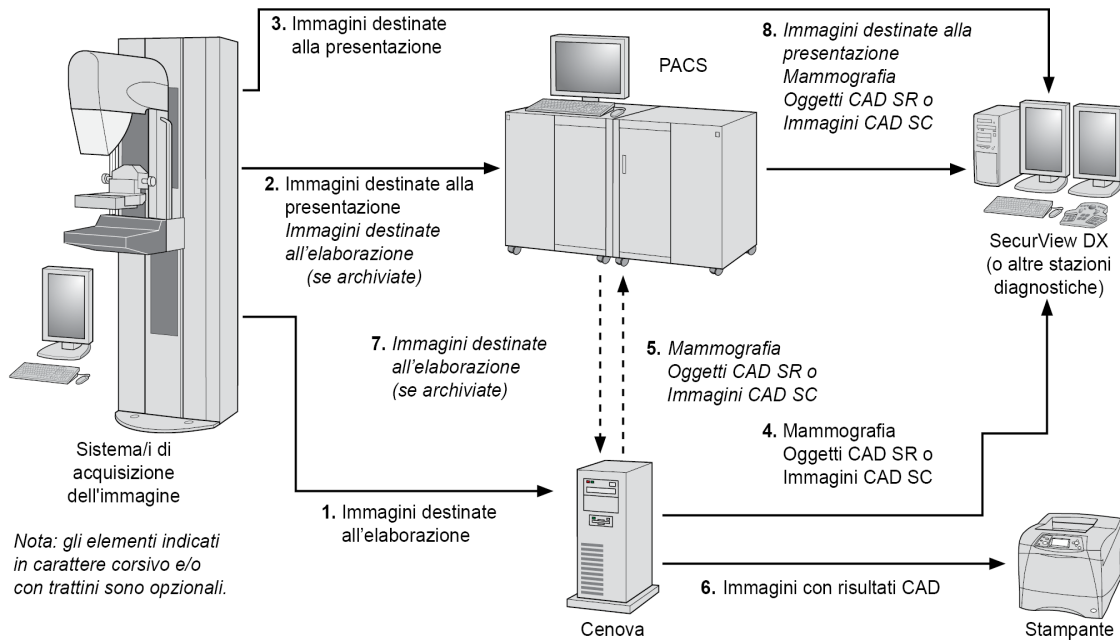 3. Immagini destinate
alla presentazione
PACS
8. Immagini destinate alla
presentazione
Mammografia
Oggetti CAD SR o
Immagini CAD SC
2. Immagini destinate alla
presentazione
Immagini destinate
all'elaborazione
(se archiviate)
SecurView DX
(o altre stazioni
diagnostiche)
7. Immagini destinate
all'elaborazione
(se archiviate)
5. Mammografia
Oggetti CAD SR o
Immagini CAD SC
4. Mammografia
Oggetti CAD SR o
Immagini CAD SC
Sistema/i di
acquisizione
dell'immagine
1. Immagini destinate
all'elaborazione
Nota: gli elementi indicati
in carattere corsivo e/o
con trattini sono opzionali.
6. Immagini con risultati CAD
Cenova
Stampante